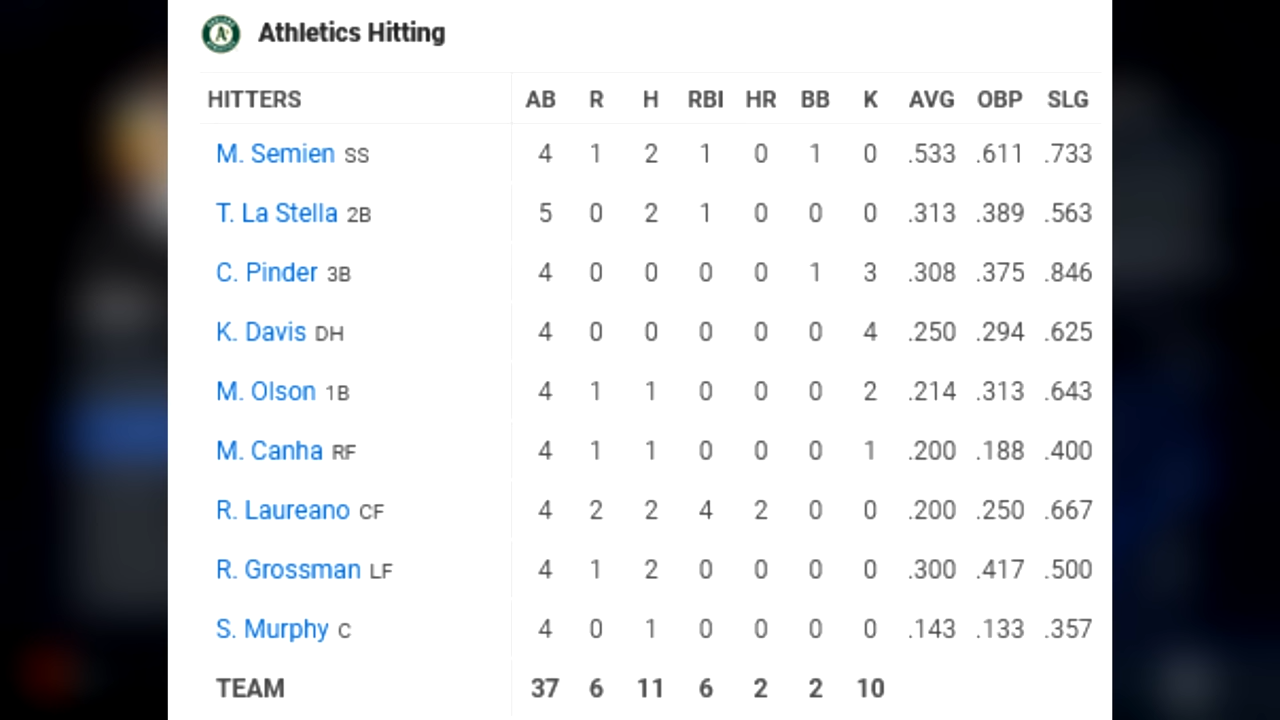 Athletics Hitting
HITTERS AB R H RBI HR BB K AVG OBP SLG
M. Semien SS 4 1 2 1 0 1 0 .533 .611 .733
T. La Stella 2B 5 0 2 1 0 0 0 .313 .389 .563
C. Pinder 3B 4 0 0 0 0 1 3 .308 .375 .846
K. Davis DH 4 0 0 0 0 0 4 .250 .294 .625
M. Olson 1B 4 1 1 0 0 0 2 .214 .313 .643
M. Canha RF 4 1 1 0 0 0 1 .200 .188 .400
R. Laureano CF 4 2 2 4 2 0 0 .200 .250 .667
R. Grossman LF 4 1 2 0 0 0 0 .300 .417 .500
S. Murphy C 4 0 1 0 0 0 0 .143 .133 .357
TEAM 37 6 11 6 2 2 10